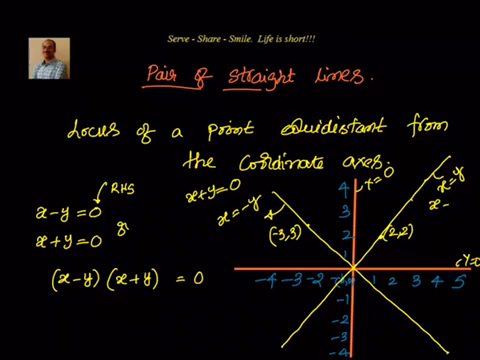 Serve - Share - Smile. Life is short!!!
Pair of straight lines.
Locus of a point equidistant from
the coordinate axes.
RHS
x-y = 0
x+y = 0
(x-y) (x+y) = 0
x+y=0
x=-y
(-3,3)
x=0
x=y
x-
(2,2)
y=0
4
3
2
1
-4 -3 -2 -1 1 2 3 4 5
-1
-2
-3
-4